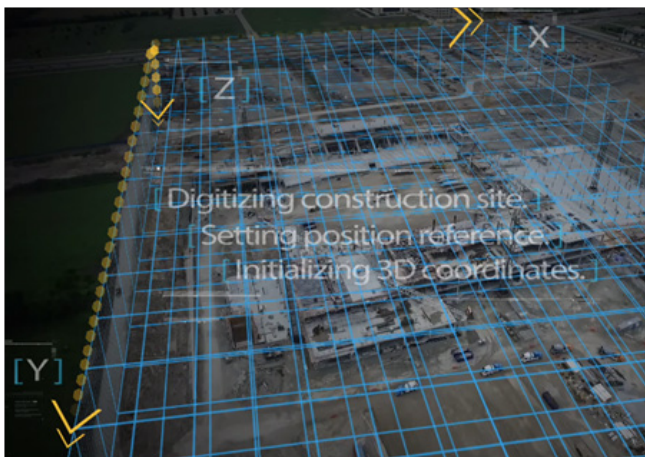 [X]
[Z]
[Digitizing construction site.]
[Setting position reference.]
[Initializing 3D coordinates.]
[Y]